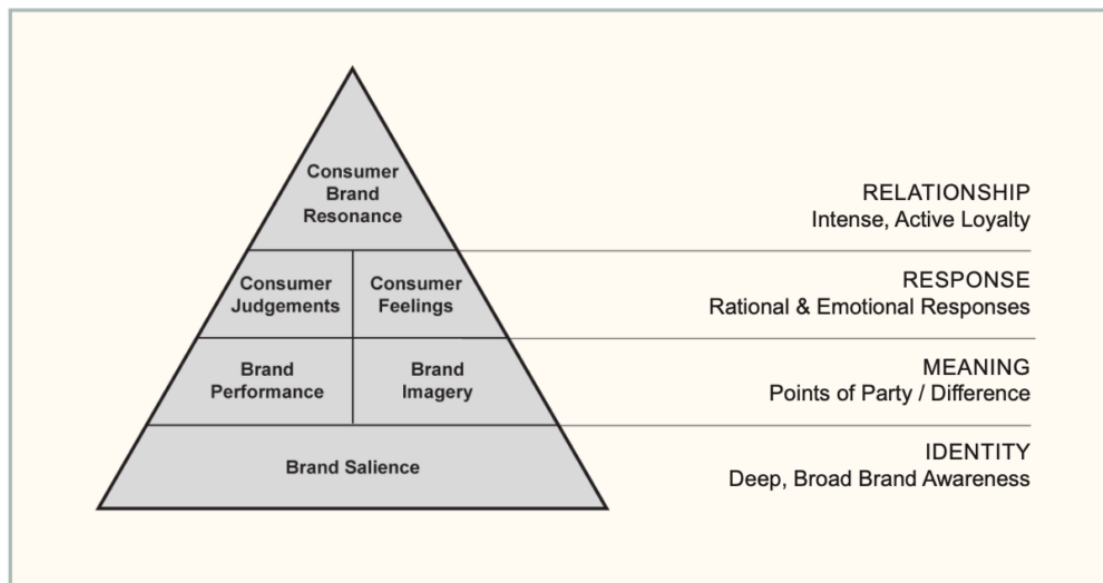 Consumer
Brand
Resonance
RELATIONSHIP
Intense, Active Loyalty
Consumer
Judgements
Consumer
Feelings
RESPONSE
Rational & Emotional Responses
Brand
Performance
Brand
Imagery
MEANING
Points of Party / Difference
Brand Salience
IDENTITY
Deep, Broad Brand Awareness